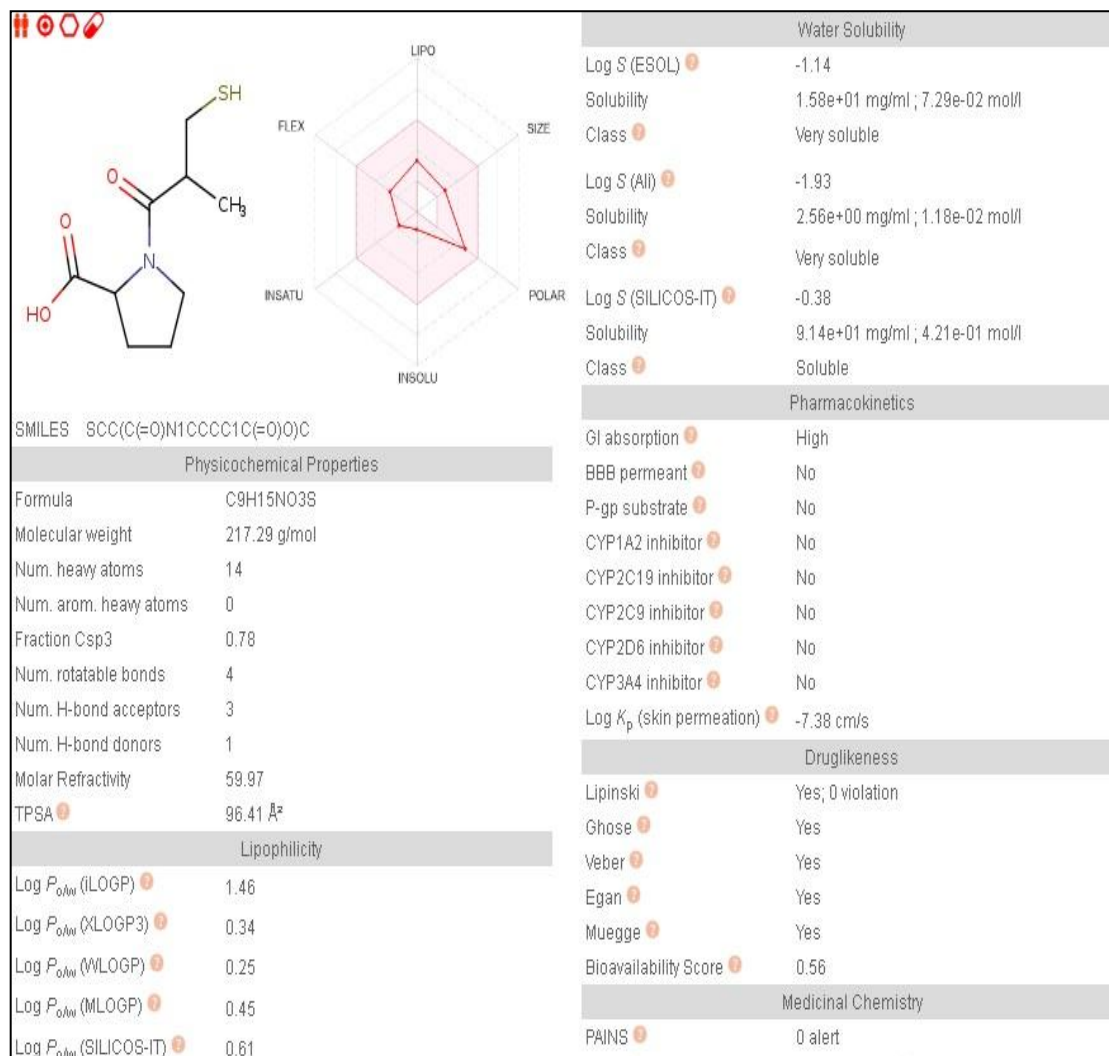 LIPO
FLEX
SIZE
INSATU
POLAR
INSOLU
SH
O
CH₃
O
N
HO
SMILES SCC(C(=O)N1CCCC1C(=O)O)C
Physicochemical Properties
Formula C9H15NO3S
Molecular weight 217.29 g/mol
Num. heavy atoms 14
Num. arom. heavy atoms 0
Fraction Csp3 0.78
Num. rotatable bonds 4
Num. H-bond acceptors 3
Num. H-bond donors 1
Molar Refractivity 59.97
TPSA ? 96.41 Å²
Lipophilicity
Log Po/w (iLOGP) ? 1.46
Log Po/w (XLOGP3) ? 0.34
Log Po/w (WLOGP) ? 0.25
Log Po/w (MLOGP) ? 0.45
Log Po/w (SILICOS-IT) ? 0.61
Water Solubility
Log S (ESOL) ? -1.14
Solubility 1.58e+01 mg/ml ; 7.29e-02 mol/l
Class ? Very soluble
Log S (Ali) ? -1.93
Solubility 2.56e+00 mg/ml ; 1.18e-02 mol/l
Class ? Very soluble
Log S (SILICOS-IT) ? -0.38
Solubility 9.14e+01 mg/ml ; 4.21e-01 mol/l
Class ? Soluble
Pharmacokinetics
GI absorption ? High
BBB permeant ? No
P-gp substrate ? No
CYP1A2 inhibitor ? No
CYP2C19 inhibitor ? No
CYP2C9 inhibitor ? No
CYP2D6 inhibitor ? No
CYP3A4 inhibitor ? No
Log Kp (skin permeation) ? -7.38 cm/s
Druglikeness
Lipinski ? Yes; 0 violation
Ghose ? Yes
Veber ? Yes
Egan ? Yes
Muegge ? Yes
Bioavailability Score ? 0.56
Medicinal Chemistry
PAINS ? 0 alert